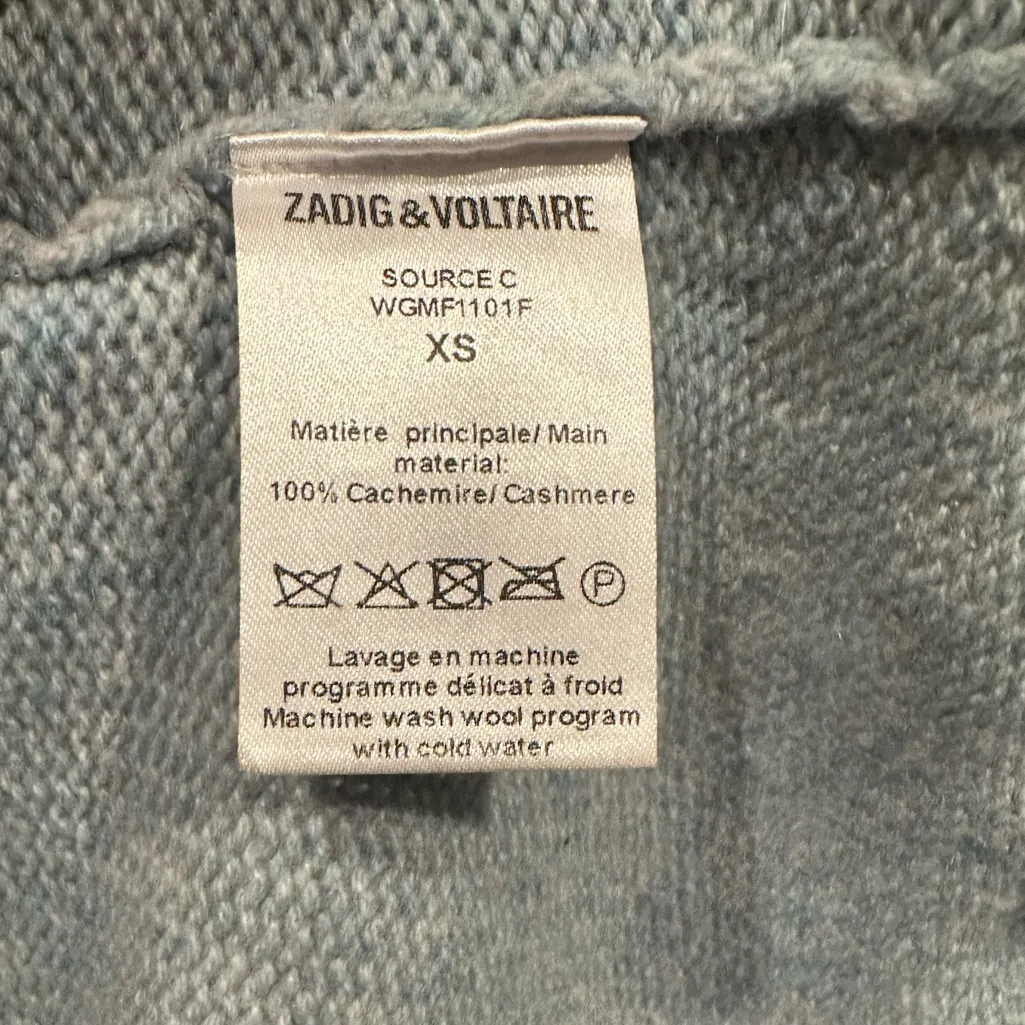 ZADIG & VOLTAIRE
SOURCE C
WGMF1101F
XS
Matière principale/ Main
material:
100% Cachemire/ Cashmere
P
Lavage en machine
programme délicat à froid
Machine wash wool program
with cold water